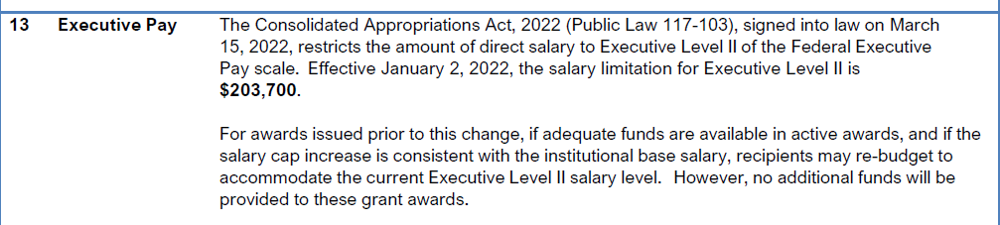 13 Executive Pay The Consolidated Appropriations Act, 2022 (Public Law 117-103), signed into law on March
15, 2022, restricts the amount of direct salary to Executive Level II of the Federal Executive
Pay scale. Effective January 2, 2022, the salary limitation for Executive Level II is
$203,700.
For awards issued prior to this change, if adequate funds are available in active awards, and if the
salary cap increase is consistent with the institutional base salary, recipients may re-budget to
accommodate the current Executive Level II salary level. However, no additional funds will be
provided to these grant awards.